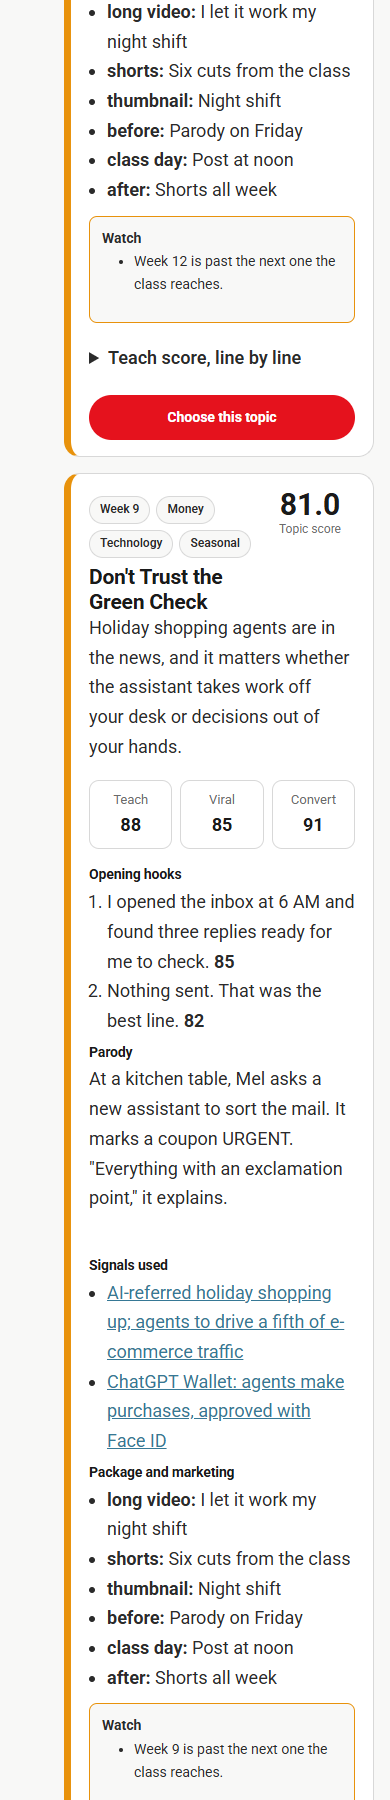 long video: I let it work my
night shift
shorts: Six cuts from the class
thumbnail: Night shift
before: Parody on Friday
class day: Post at noon
after: Shorts all week
Watch
Week 12 is past the next one the
class reaches.
Teach score, line by line
Choose this topic
Week 9 Money
Technology Seasonal
81.0
Topic score
Don't Trust the
Green Check
Holiday shopping agents are in
the news, and it matters whether
the assistant takes work off
your desk or decisions out of
your hands.
Teach Viral Convert
88 85 91
Opening hooks
1. I opened the inbox at 6 AM and
found three replies ready for
me to check. 85
2. Nothing sent. That was the
best line. 82
Parody
At a kitchen table, Mel asks a
new assistant to sort the mail. It
marks a coupon URGENT.
"Everything with an exclamation
point," it explains.
Signals used
AI-referred holiday shopping
up; agents to drive a fifth of e-
commerce traffic
ChatGPT Wallet: agents make
purchases, approved with
Face ID
Package and marketing
long video: I let it work my
night shift
shorts: Six cuts from the class
thumbnail: Night shift
before: Parody on Friday
class day: Post at noon
after: Shorts all week
Watch
Week 9 is past the next one the
class reaches.